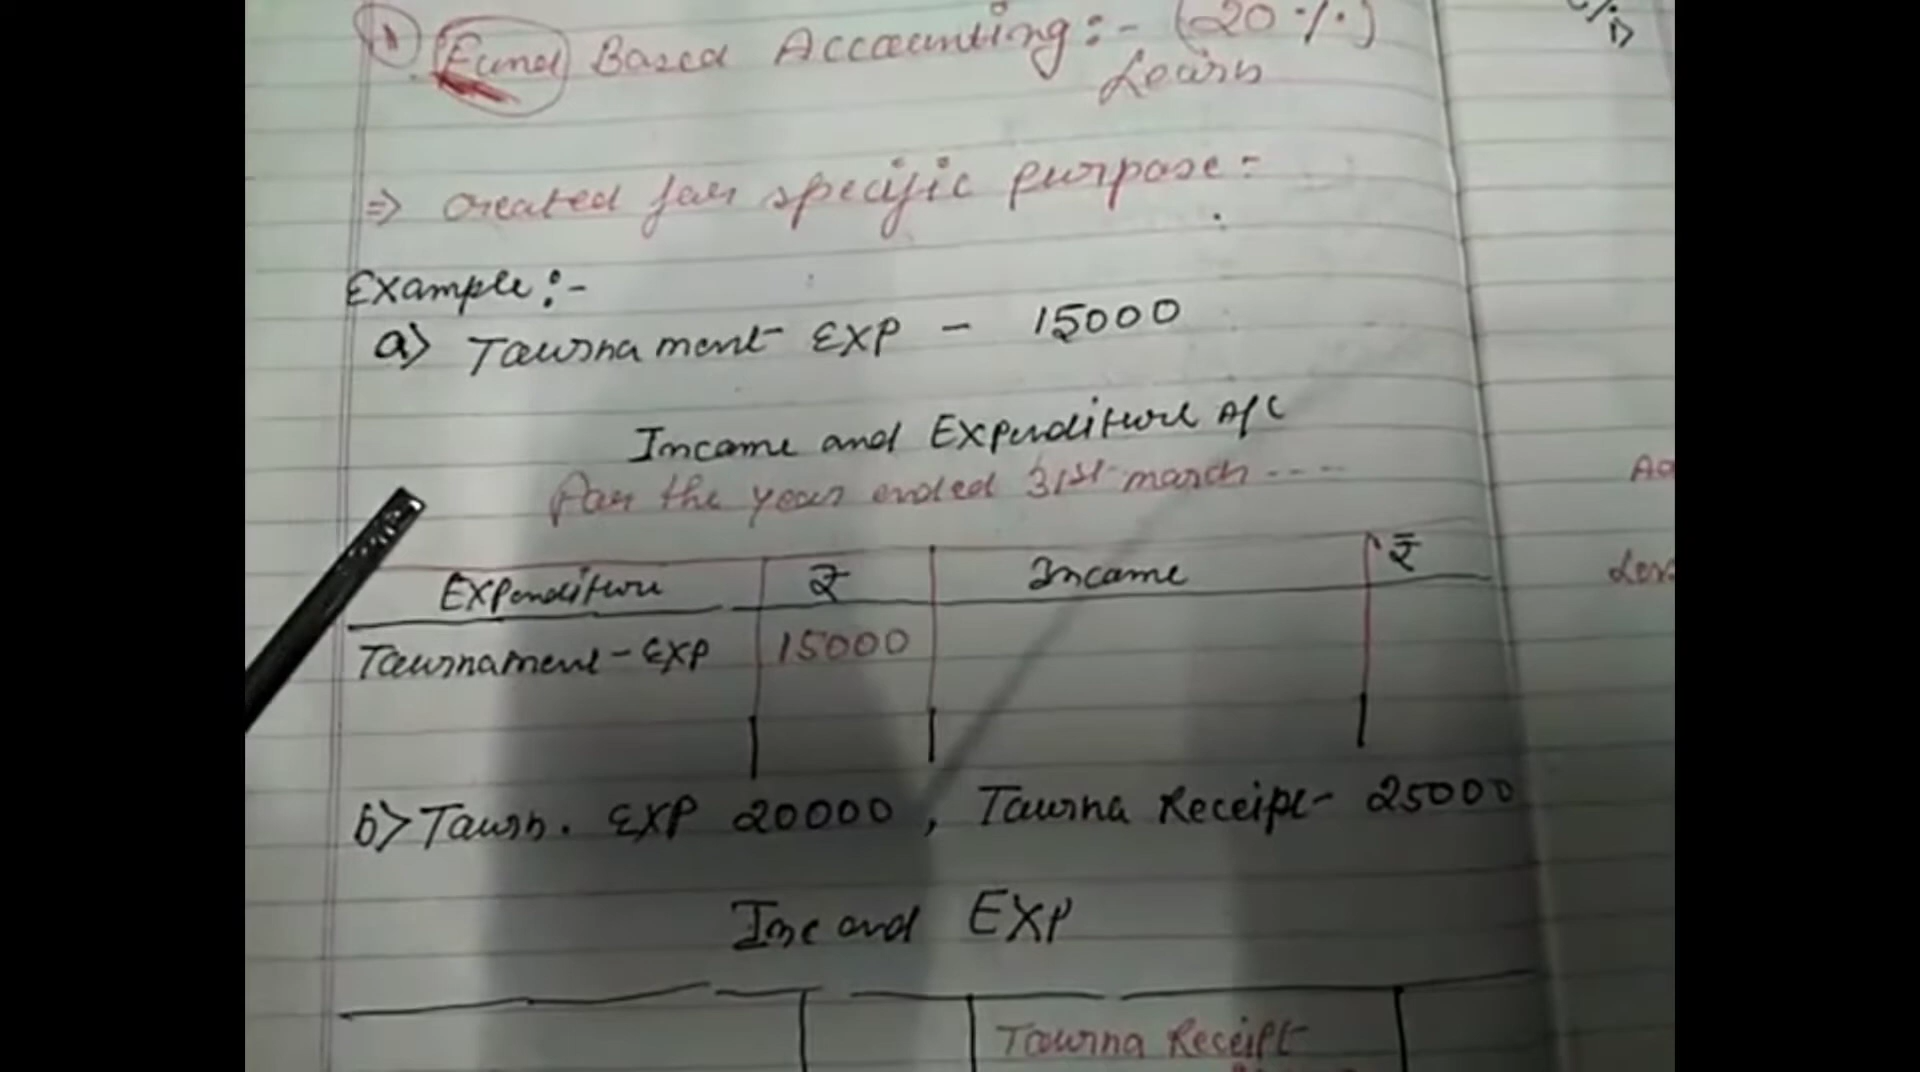 1) Fund Based Accounting:- (20%)
Learn
⇒ Created for specific purpose:-
Example:-
a) Tournament EXP - 15000
Income and Expenditure A/c
For the year ended 31st march ----
Expenditure ₹ Income ₹
Tournament-EXP 15000
b) Tourn. EXP 20000, Tourna Receipt- 25000
Inc and EXP
Tourna Receipt